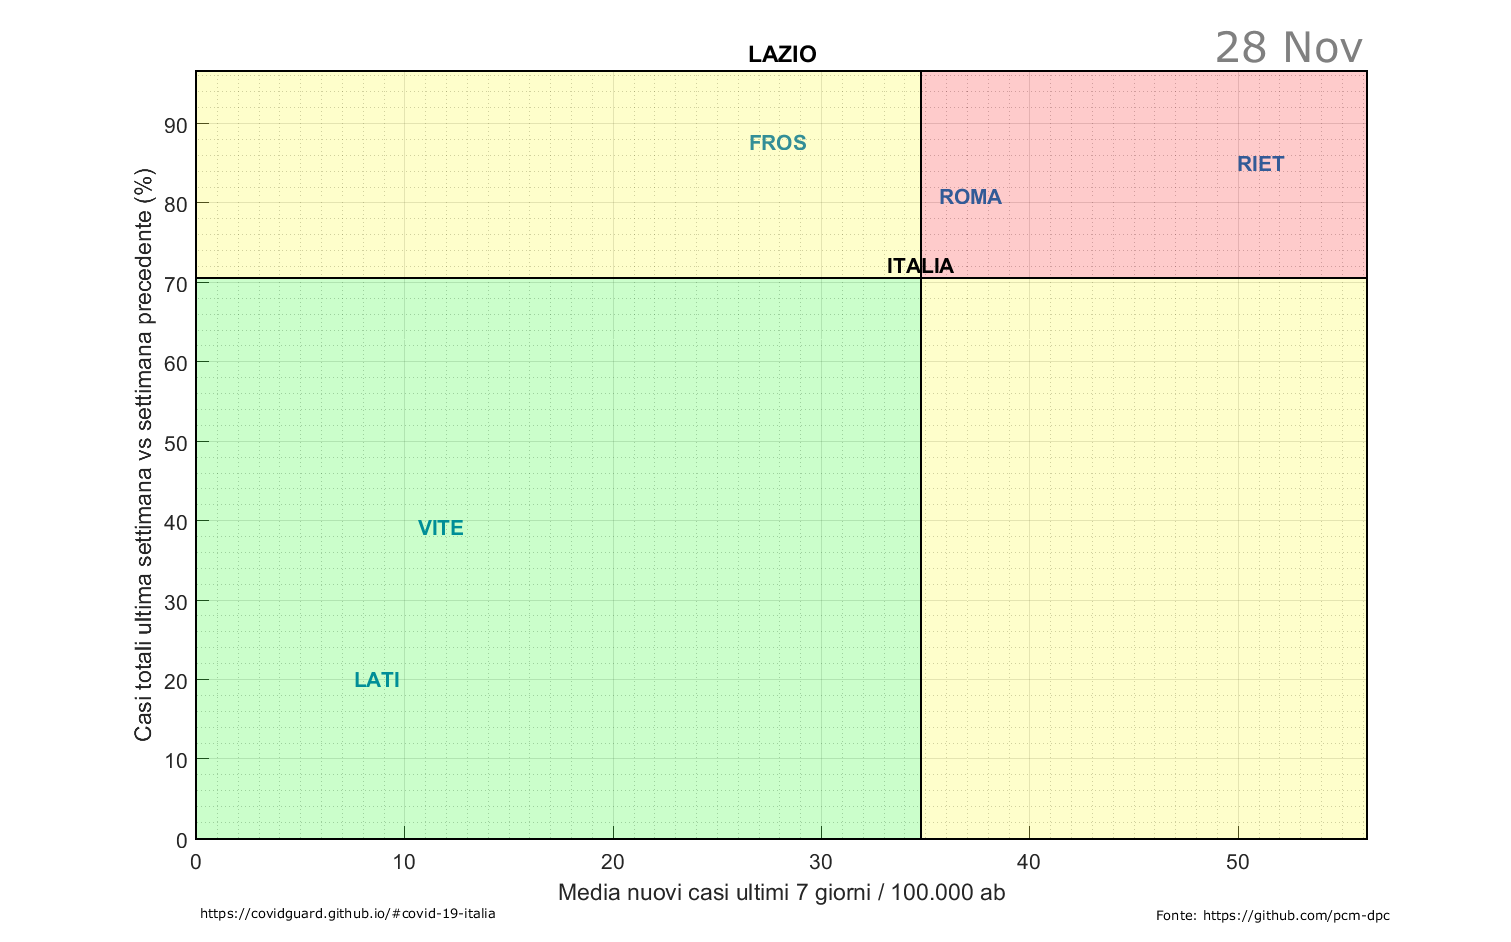 LAZIO
28 Nov
Casi totali ultima settimana vs settimana precedente (%)
90
80
70
60
50
40
30
20
10
0
FROS
RIET
ROMA
ITALIA
VITE
LATI
0 10 20 30 40 50
Media nuovi casi ultimi 7 giorni / 100.000 ab
https://covidguard.github.io/#covid-19-italia
Fonte: https://github.com/pcm-dpc